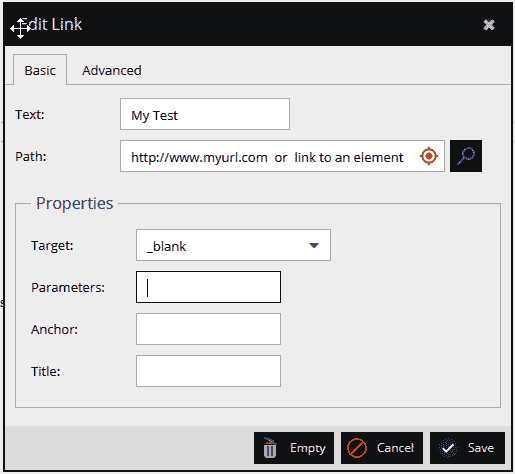 Edit Link
Basic Advanced
Text: My Test
Path: http://www.myurl.com or link to an element
Properties
Target: _blank
Parameters:
Anchor:
Title:
Empty Cancel Save